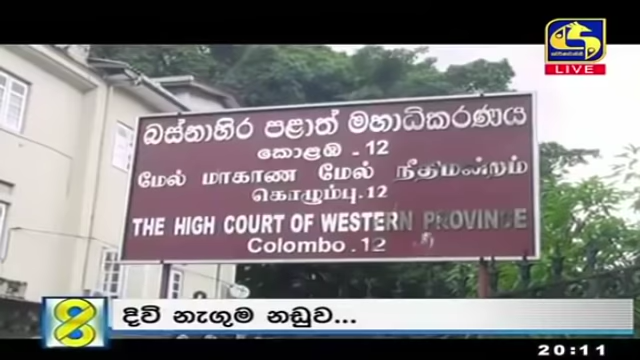 LIVE
බස්නාහිර පළාත් මහාධිකරණය
කොළඹ - 12
மேல் மாகாண மேல் நீதிமன்றம்
கொழும்பு.12
THE HIGH COURT OF WESTERN PROVINCE
Colombo . 12
8 දිවි නැගුම නඩුව...
20:11